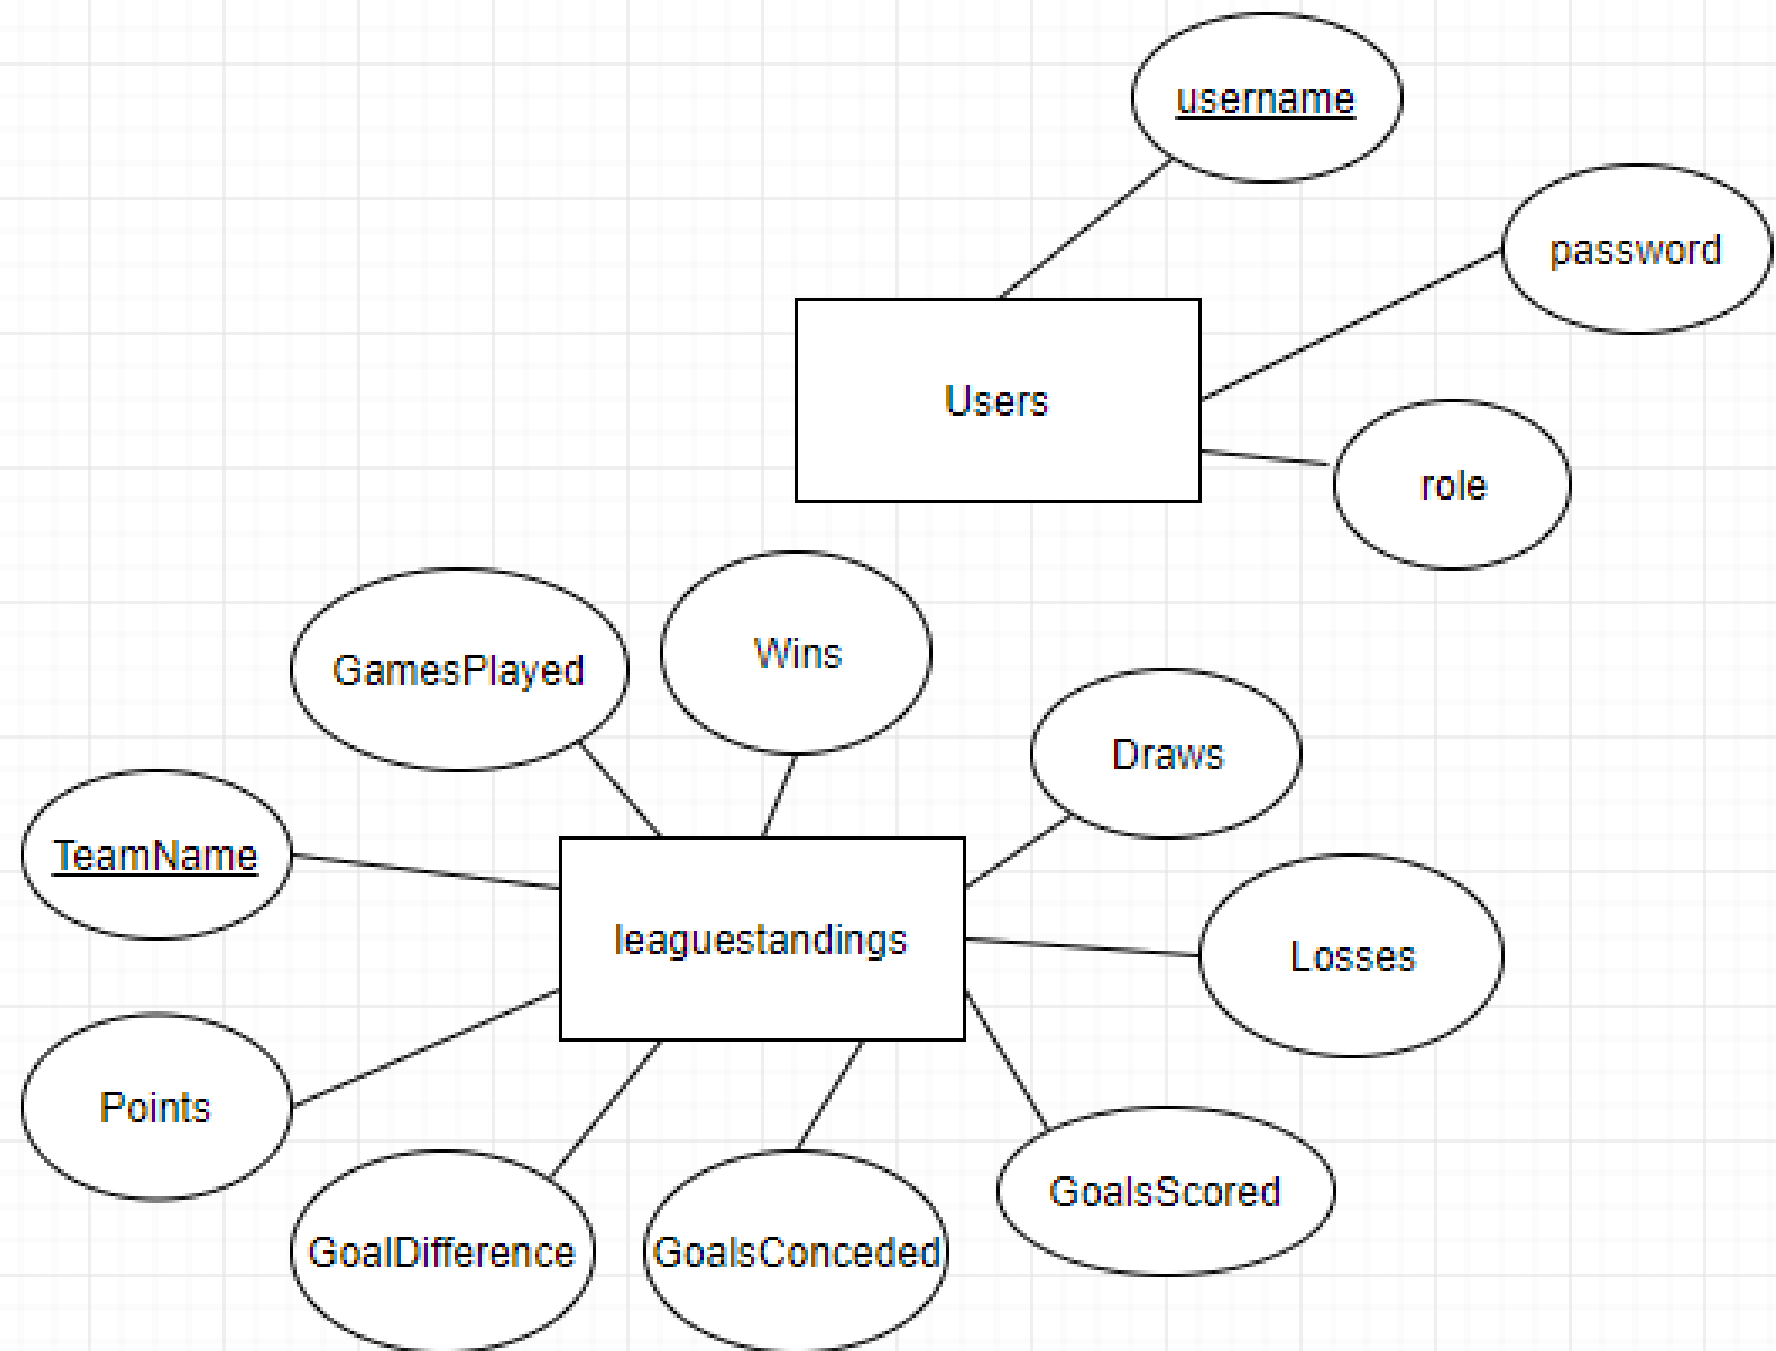 username
password
Users
role
Wins
GamesPlayed
Draws
TeamName
leaguestandings
Losses
Points
GoalsScored
GoalDifference
GoalsConceded